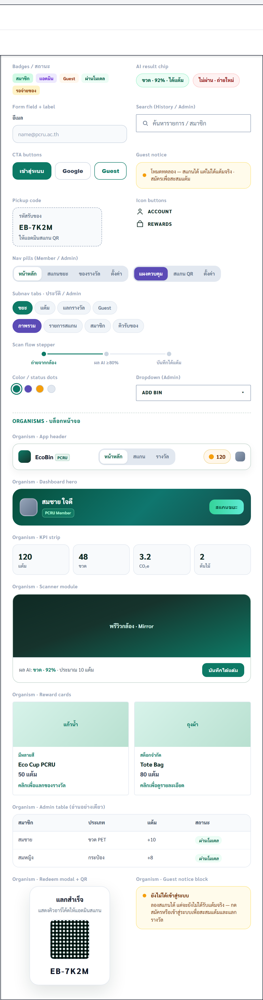 Badges / สถานะ
สมาชิก
แอดมิน
Guest
ผ่านโมเดล
รอจ่ายของ
AI result chip
ขวด · 92% · ได้แต้ม
ไม่ผ่าน · ถ่ายใหม่
Form field + label
อีเมล
name@pcru.ac.th
Search (History / Admin)
ค้นหารายการ / สมาชิก
CTA buttons
เข้าสู่ระบบ
Google
Guest
Guest notice
โหมดทดลอง — สแกนได้ แต่ไม่ได้แต้มจริง ·
สมัครเพื่อสะสมแต้ม
Pickup code
รหัสรับของ
EB-7K2M
ให้แอดมินสแกน QR
Icon buttons
ACCOUNT
REWARDS
Nav pills (Member / Admin)
หน้าหลัก
สแกนขยะ
ของรางวัล
ตั้งค่า
แผงควบคุม
สแกน QR
ตั้งค่า
Subnav tabs · ประวัติ / Admin
ขยะ
แต้ม
แลกรางวัล
Guest
ภาพรวม
รายการสแกน
สมาชิก
คิวรับของ
Scan flow stepper
ถ่ายจากกล้อง
ผล AI ≥80%
บันทึกได้แต้ม
Color / status dots
Dropdown (Admin)
ADD BIN
ORGANISMS · บล็อกหน้าจอ
Organism · App header
EcoBin PCRU
หน้าหลัก
สแกน
รางวัล
120
Organism · Dashboard hero
สมชาย ใจดี
PCRU Member
สแกนขยะ
Organism · KPI strip
120
แต้ม
48
ขวด
3.2
CO₂e
2
ต้นไม้
Organism · Scanner module
พรีวิวกล้อง · Mirror
ผล AI: ขวด · 92% · ประมาณ 10 แต้ม
บันทึกได้แต้ม
Organism · Reward cards
แก้วน้ำ
มีหลายสี
Eco Cup PCRU
50 แต้ม
คลิกเพื่อแลกของรางวัล
ถุงผ้า
สต็อกจำกัด
Tote Bag
80 แต้ม
คลิกเพื่อดูรายละเอียด
Organism · Admin table (อ่านอย่างเดียว)
สมาชิก ประเภท แต้ม สถานะ
สมชาย ขวด PET +10 ผ่านโมเดล
สมหญิง กระป๋อง +8 ผ่านโมเดล
Organism · Redeem modal + QR
แลกสำเร็จ
แสดงคิวอาร์โค้ดให้แอดมินสแกน
EB-7K2M
Organism · Guest notice block
ยังไม่ได้เข้าสู่ระบบ
ลองสแกนได้ แต่จะยังไม่ได้รับแต้มจริง — กด
สมัครหรือเข้าสู่ระบบเพื่อสะสมแต้มและแลก
รางวัล